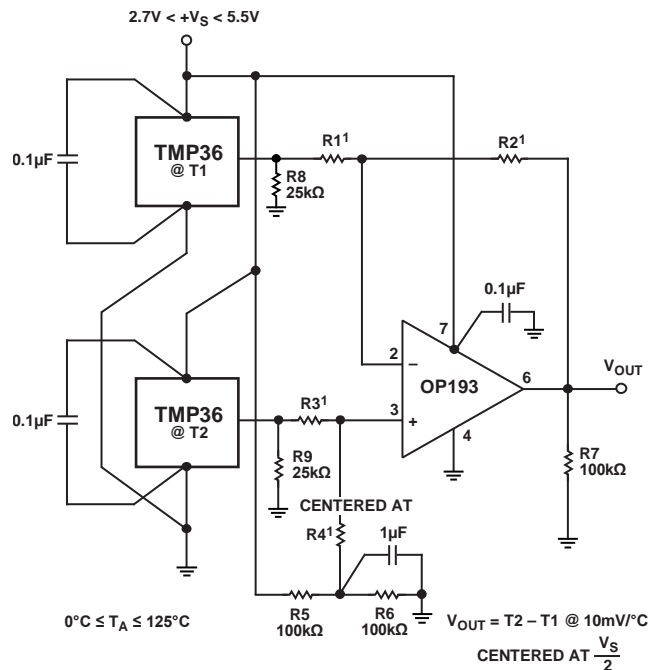 2.7V < +VS < 5.5V
0.1µF
TMP36
@ T1
R1¹
R2¹
R8
25kΩ
0.1µF
7
2
−
OP193
6
VOUT
3
+
4
0.1µF
TMP36
@ T2
R3¹
R9
25kΩ
R7
100kΩ
CENTERED AT
R4¹
1µF
R5
100kΩ
R6
100kΩ
0°C ≤ TA ≤ 125°C
VOUT = T2 – T1 @ 10mV/°C
CENTERED AT VS
2